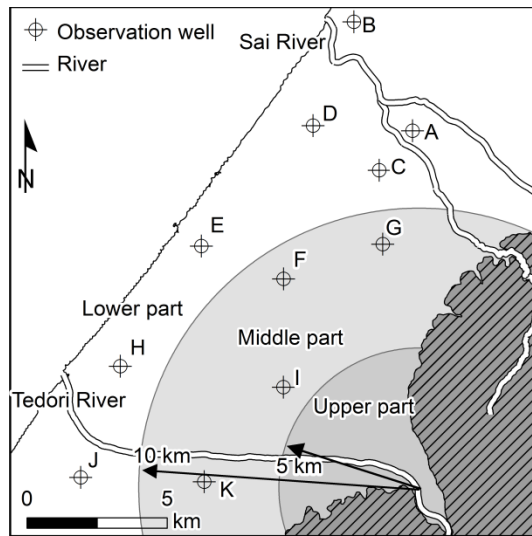 Observation well
River
Sai River
B
D
A
C
N
E
G
F
Lower part
Middle part
H
I
Tedori River
Upper part
10 km
5 km
J
K
0 5
km